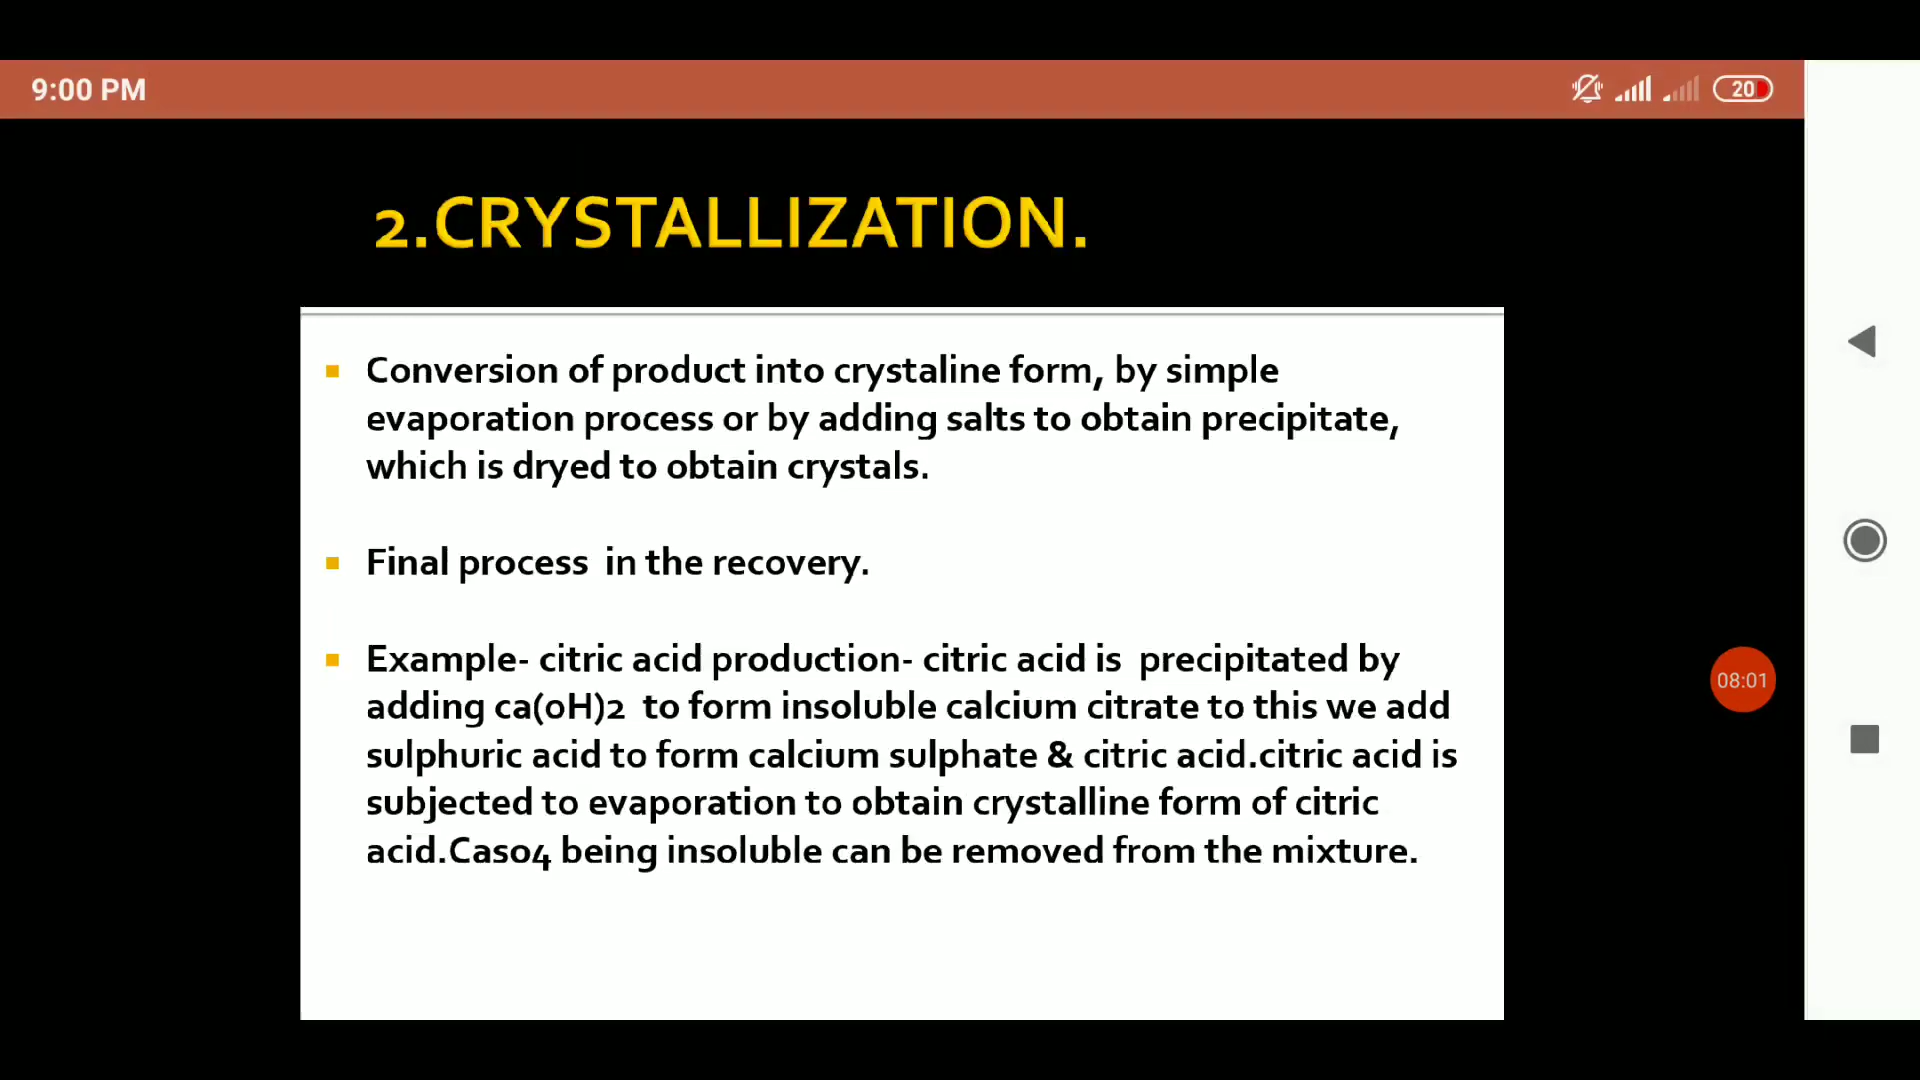 9:00 PM
20
2.CRYSTALLIZATION.
Conversion of product into crystaline form, by simple
evaporation process or by adding salts to obtain precipitate,
which is dryed to obtain crystals.
Final process in the recovery.
Example- citric acid production- citric acid is precipitated by
adding ca(oH)2 to form insoluble calcium citrate to this we add
sulphuric acid to form calcium sulphate & citric acid.citric acid is
subjected to evaporation to obtain crystalline form of citric
acid.Caso4 being insoluble can be removed from the mixture.
08:01